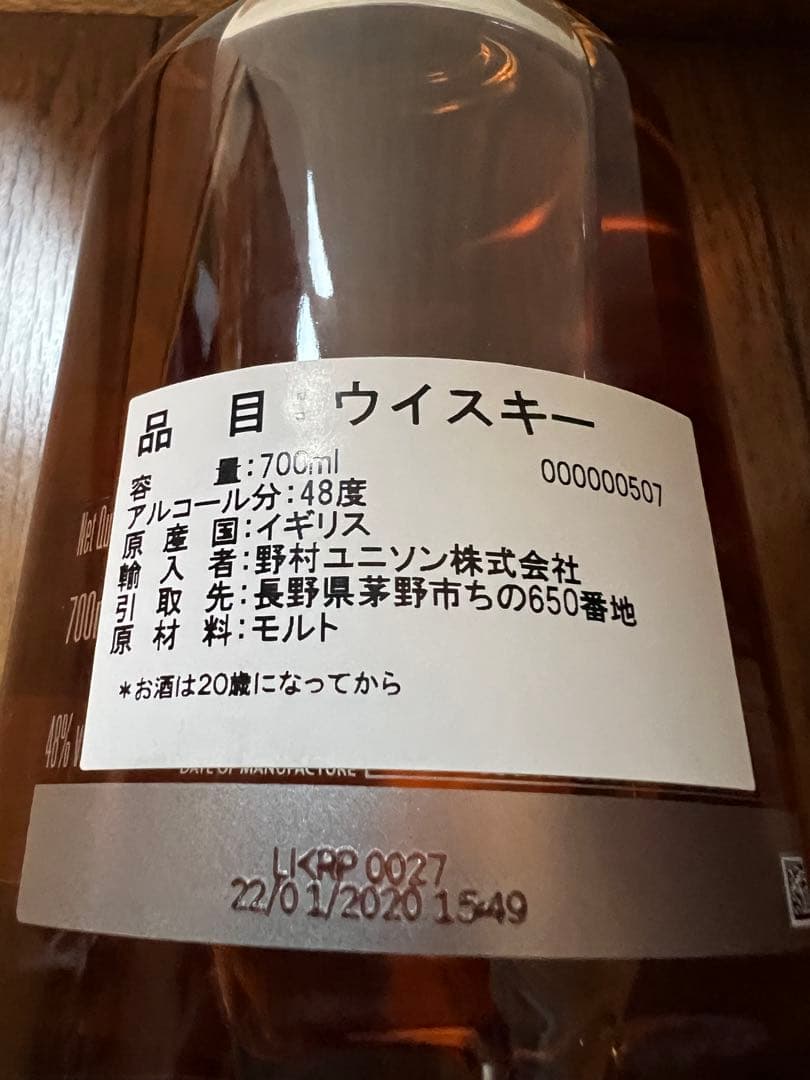 品 目:ウイスキー
容 量:700ml
000000507
アルコール分:48度
原 産 国:イギリス
輸 入 者:野村ユニソン株式会社
引 取 先:長野県茅野市ちの650番地
原 材 料:モルト
*お酒は20歳になってから
Net Qu
700
48% v
DATE OF MANUFACTURE
LKRP 0027
22/01/2020 15:49